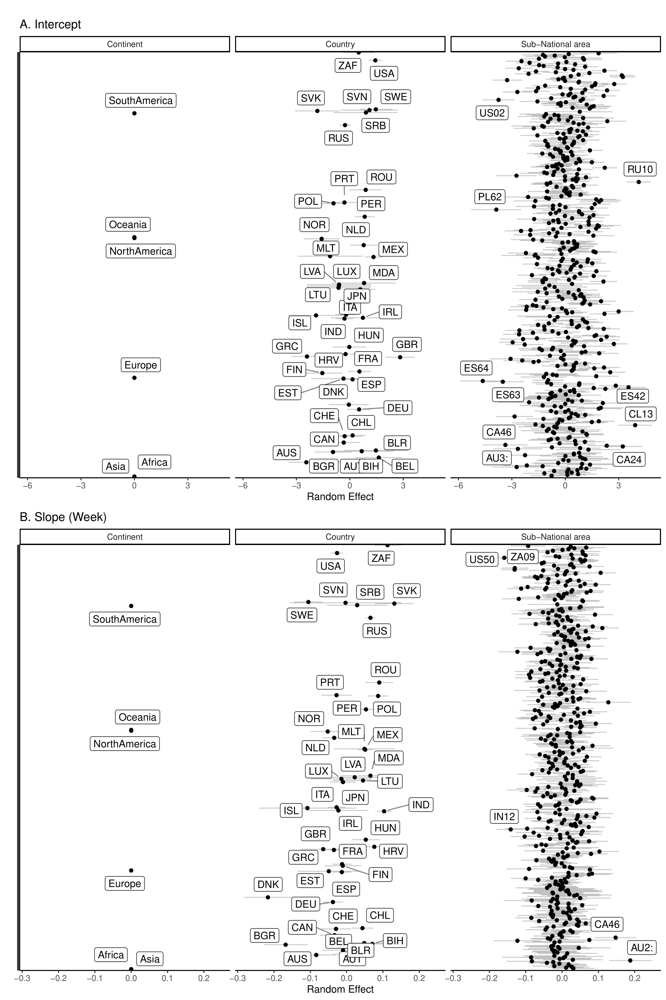 A. Intercept
Continent
Country
Sub−National area
ZAF
USA
SouthAmerica
SVK
SVN
SWE
US02
SRB
RUS
RU10
PRT
ROU
POL
PER
PL62
Oceania
NOR
NLD
NorthAmerica
MLT
MEX
LVA
LUX
MDA
LTU
JPN
ITA
IRL
ISL
IND
HUN
GRC
GBR
HRV
FRA
Europe
FIN
ES64
EST
DNK
ESP
ES63
ES42
DEU
CHE
CHL
CL13
CAN
BLR
CA46
AUS
Asia
Africa
BGR
AUT
BIH
BEL
AU3:
CA24
−6 −3 0 3
−6 −3 0 3
−6 −3 0 3
Random Effect
B. Slope (Week)
Continent
Country
Sub−National area
USA
ZAF
US50
ZA09
SVN
SRB
SVK
SouthAmerica
SWE
RUS
ROU
PRT
PER
POL
Oceania
NOR
MLT
MEX
NorthAmerica
NLD
MDA
LVA
LUX
LTU
ITA
JPN
ISL
IND
IN12
IRL
HUN
GBR
GRC
FRA
HRV
FIN
Europe
EST
DNK
ESP
DEU
CHE
CHL
CAN
CA46
BGR
BEL
BIH
BLR
AU2:
Africa
Asia
AUS
AUT
−0.3 −0.2 −0.1 0.0 0.1 0.2
−0.3 −0.2 −0.1 0.0 0.1 0.2
−0.3 −0.2 −0.1 0.0 0.1 0.2
Random Effect